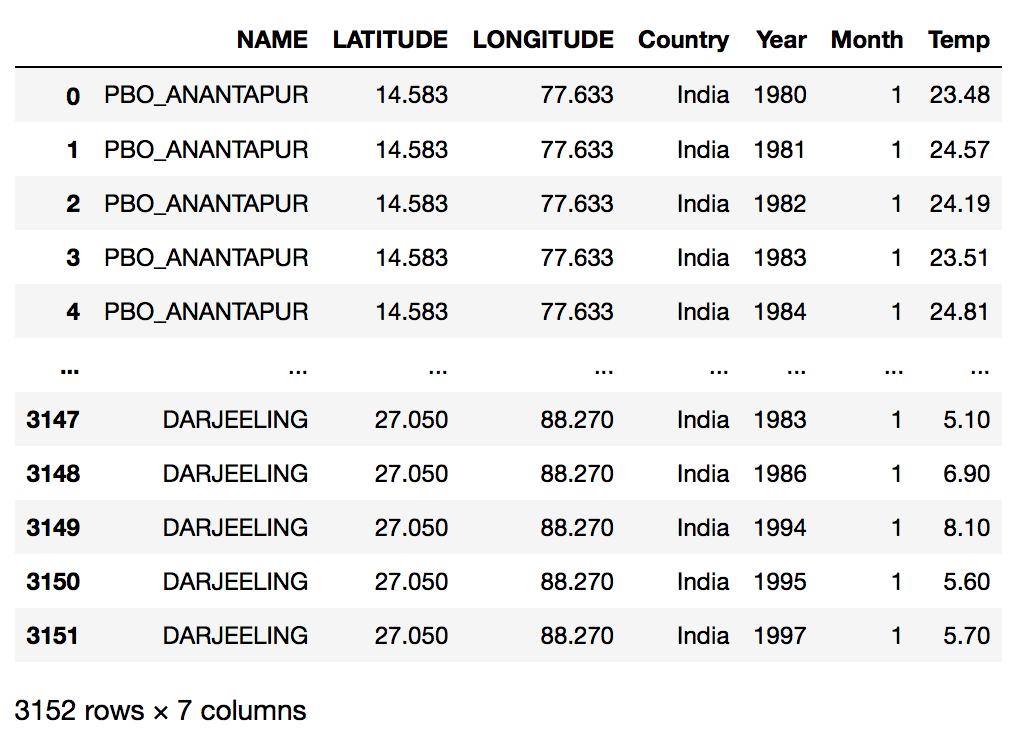 NAME LATITUDE LONGITUDE Country Year Month Temp
0 PBO_ANANTAPUR 14.583 77.633 India 1980 1 23.48
1 PBO_ANANTAPUR 14.583 77.633 India 1981 1 24.57
2 PBO_ANANTAPUR 14.583 77.633 India 1982 1 24.19
3 PBO_ANANTAPUR 14.583 77.633 India 1983 1 23.51
4 PBO_ANANTAPUR 14.583 77.633 India 1984 1 24.81
... ... ... ... ... ... ... ...
3147 DARJEELING 27.050 88.270 India 1983 1 5.10
3148 DARJEELING 27.050 88.270 India 1986 1 6.90
3149 DARJEELING 27.050 88.270 India 1994 1 8.10
3150 DARJEELING 27.050 88.270 India 1995 1 5.60
3151 DARJEELING 27.050 88.270 India 1997 1 5.70
3152 rows × 7 columns